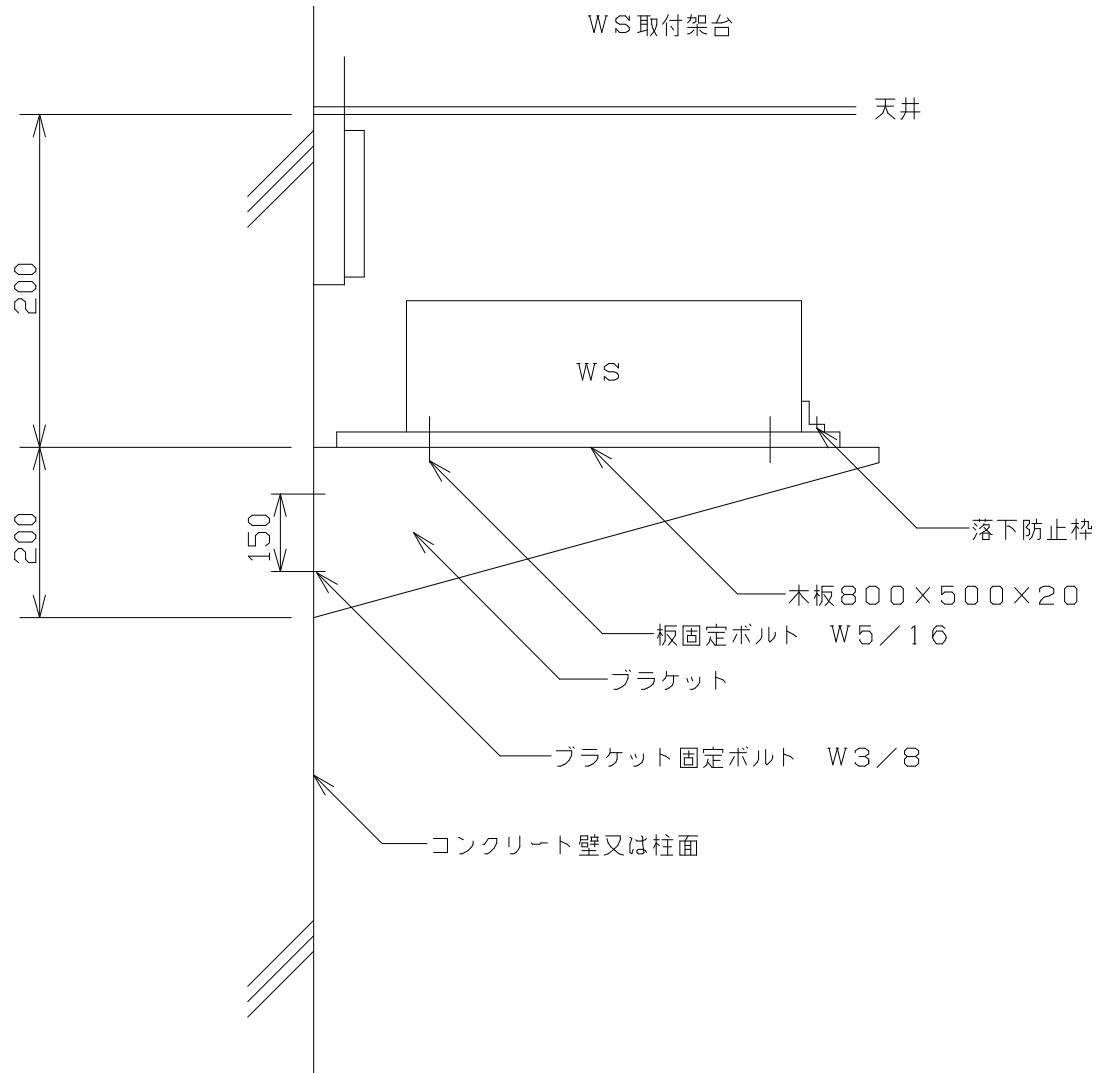 WS取付架台
天井
200
WS
200
150
落下防止枠
木板800×500×20
板固定ボルト　W5/16
ブラケット
ブラケット固定ボルト　W3/8
コンクリート壁又は柱面